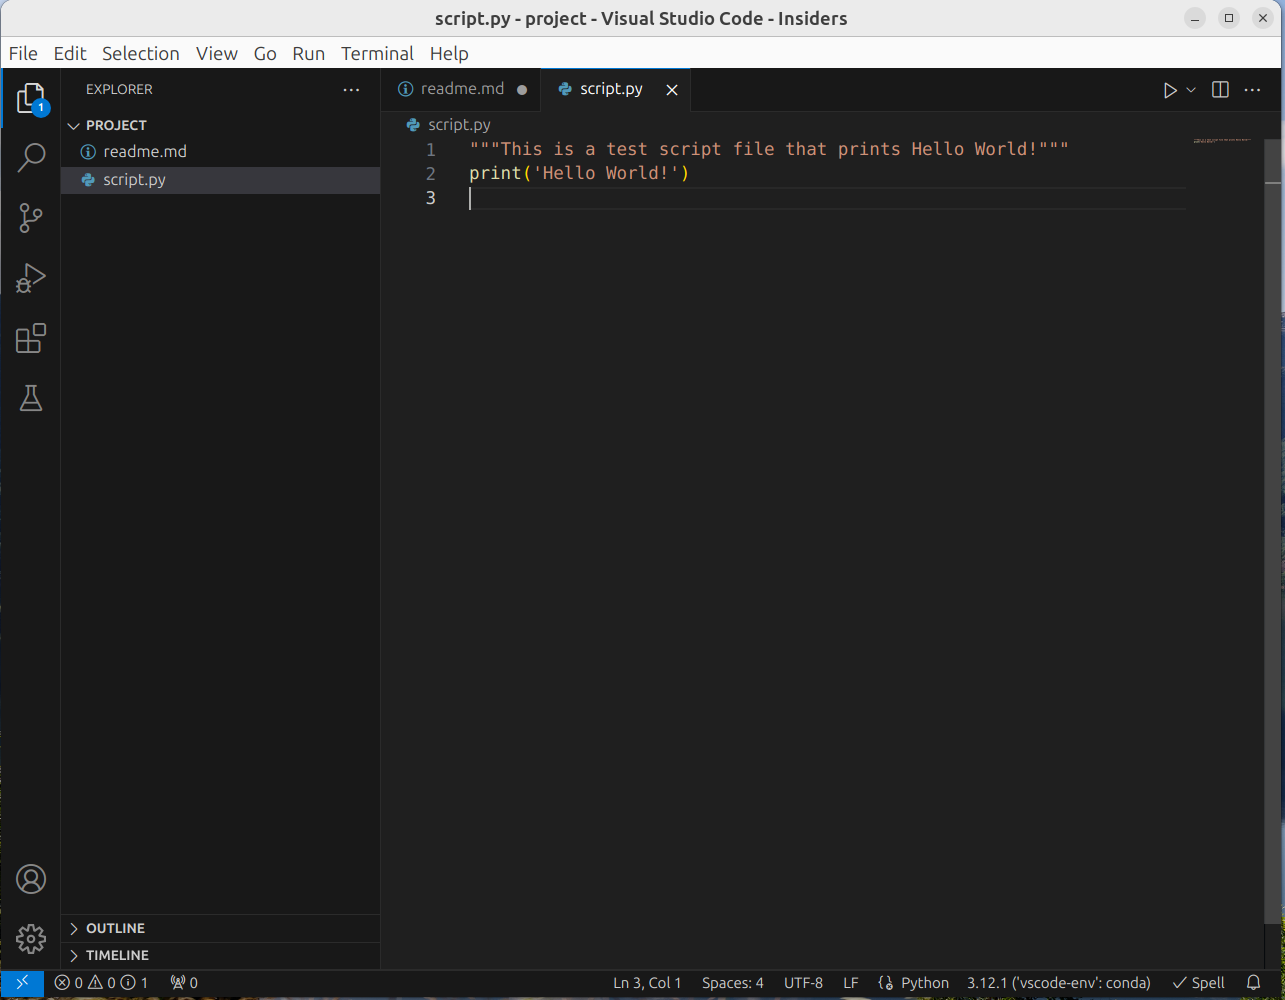 script.py - project - Visual Studio Code - Insiders
File Edit Selection View Go Run Terminal Help
1
EXPLORER
PROJECT
readme.md
script.py
OUTLINE
TIMELINE
readme.md script.py
script.py
1 """This is a test script file that prints Hello World!"""
2 print('Hello World!')
3
0 0 1 0 Ln 3, Col 1 Spaces: 4 UTF-8 LF Python 3.12.1 ('vscode-env': conda) Spell